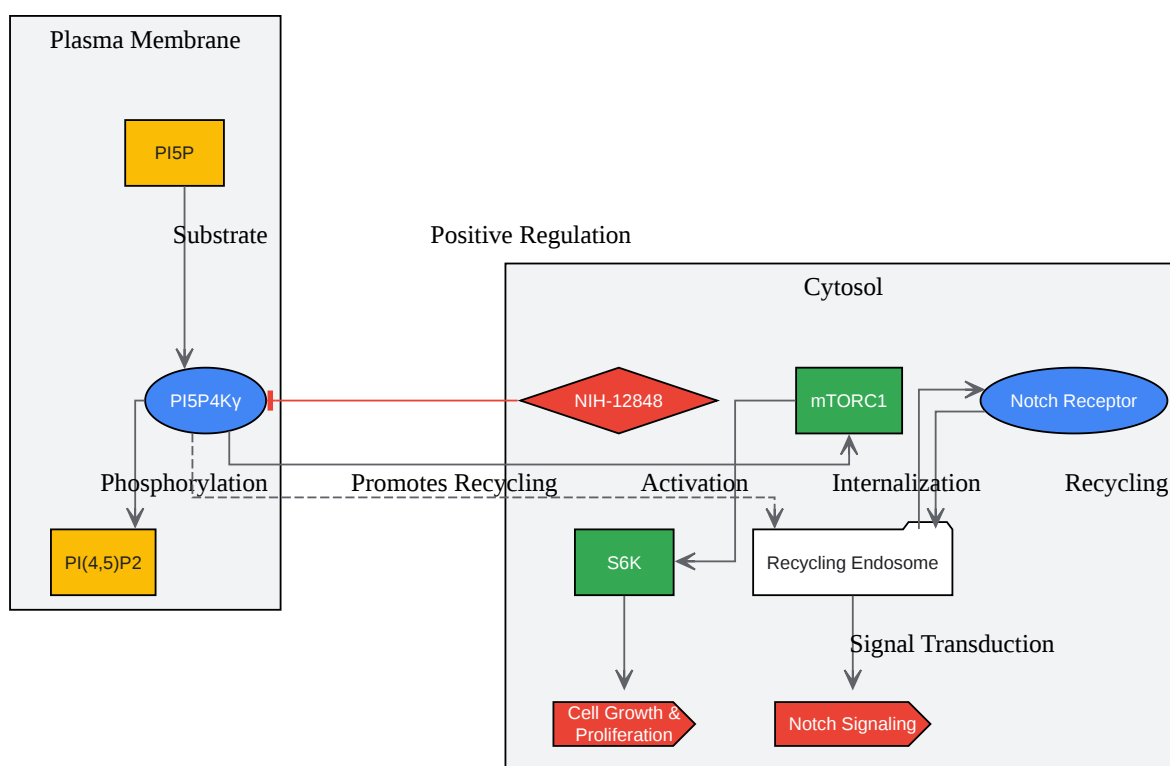 Plasma Membrane
PI5P
Substrate
Positive Regulation
Cytosol
PI5P4Kγ
NIH-12848
mTORC1
Notch Receptor
Phosphorylation
Promotes Recycling
Activation
Internalization
Recycling
PI(4,5)P2
S6K
Recycling Endosome
Signal Transduction
Cell Growth &
Proliferation
Notch Signaling